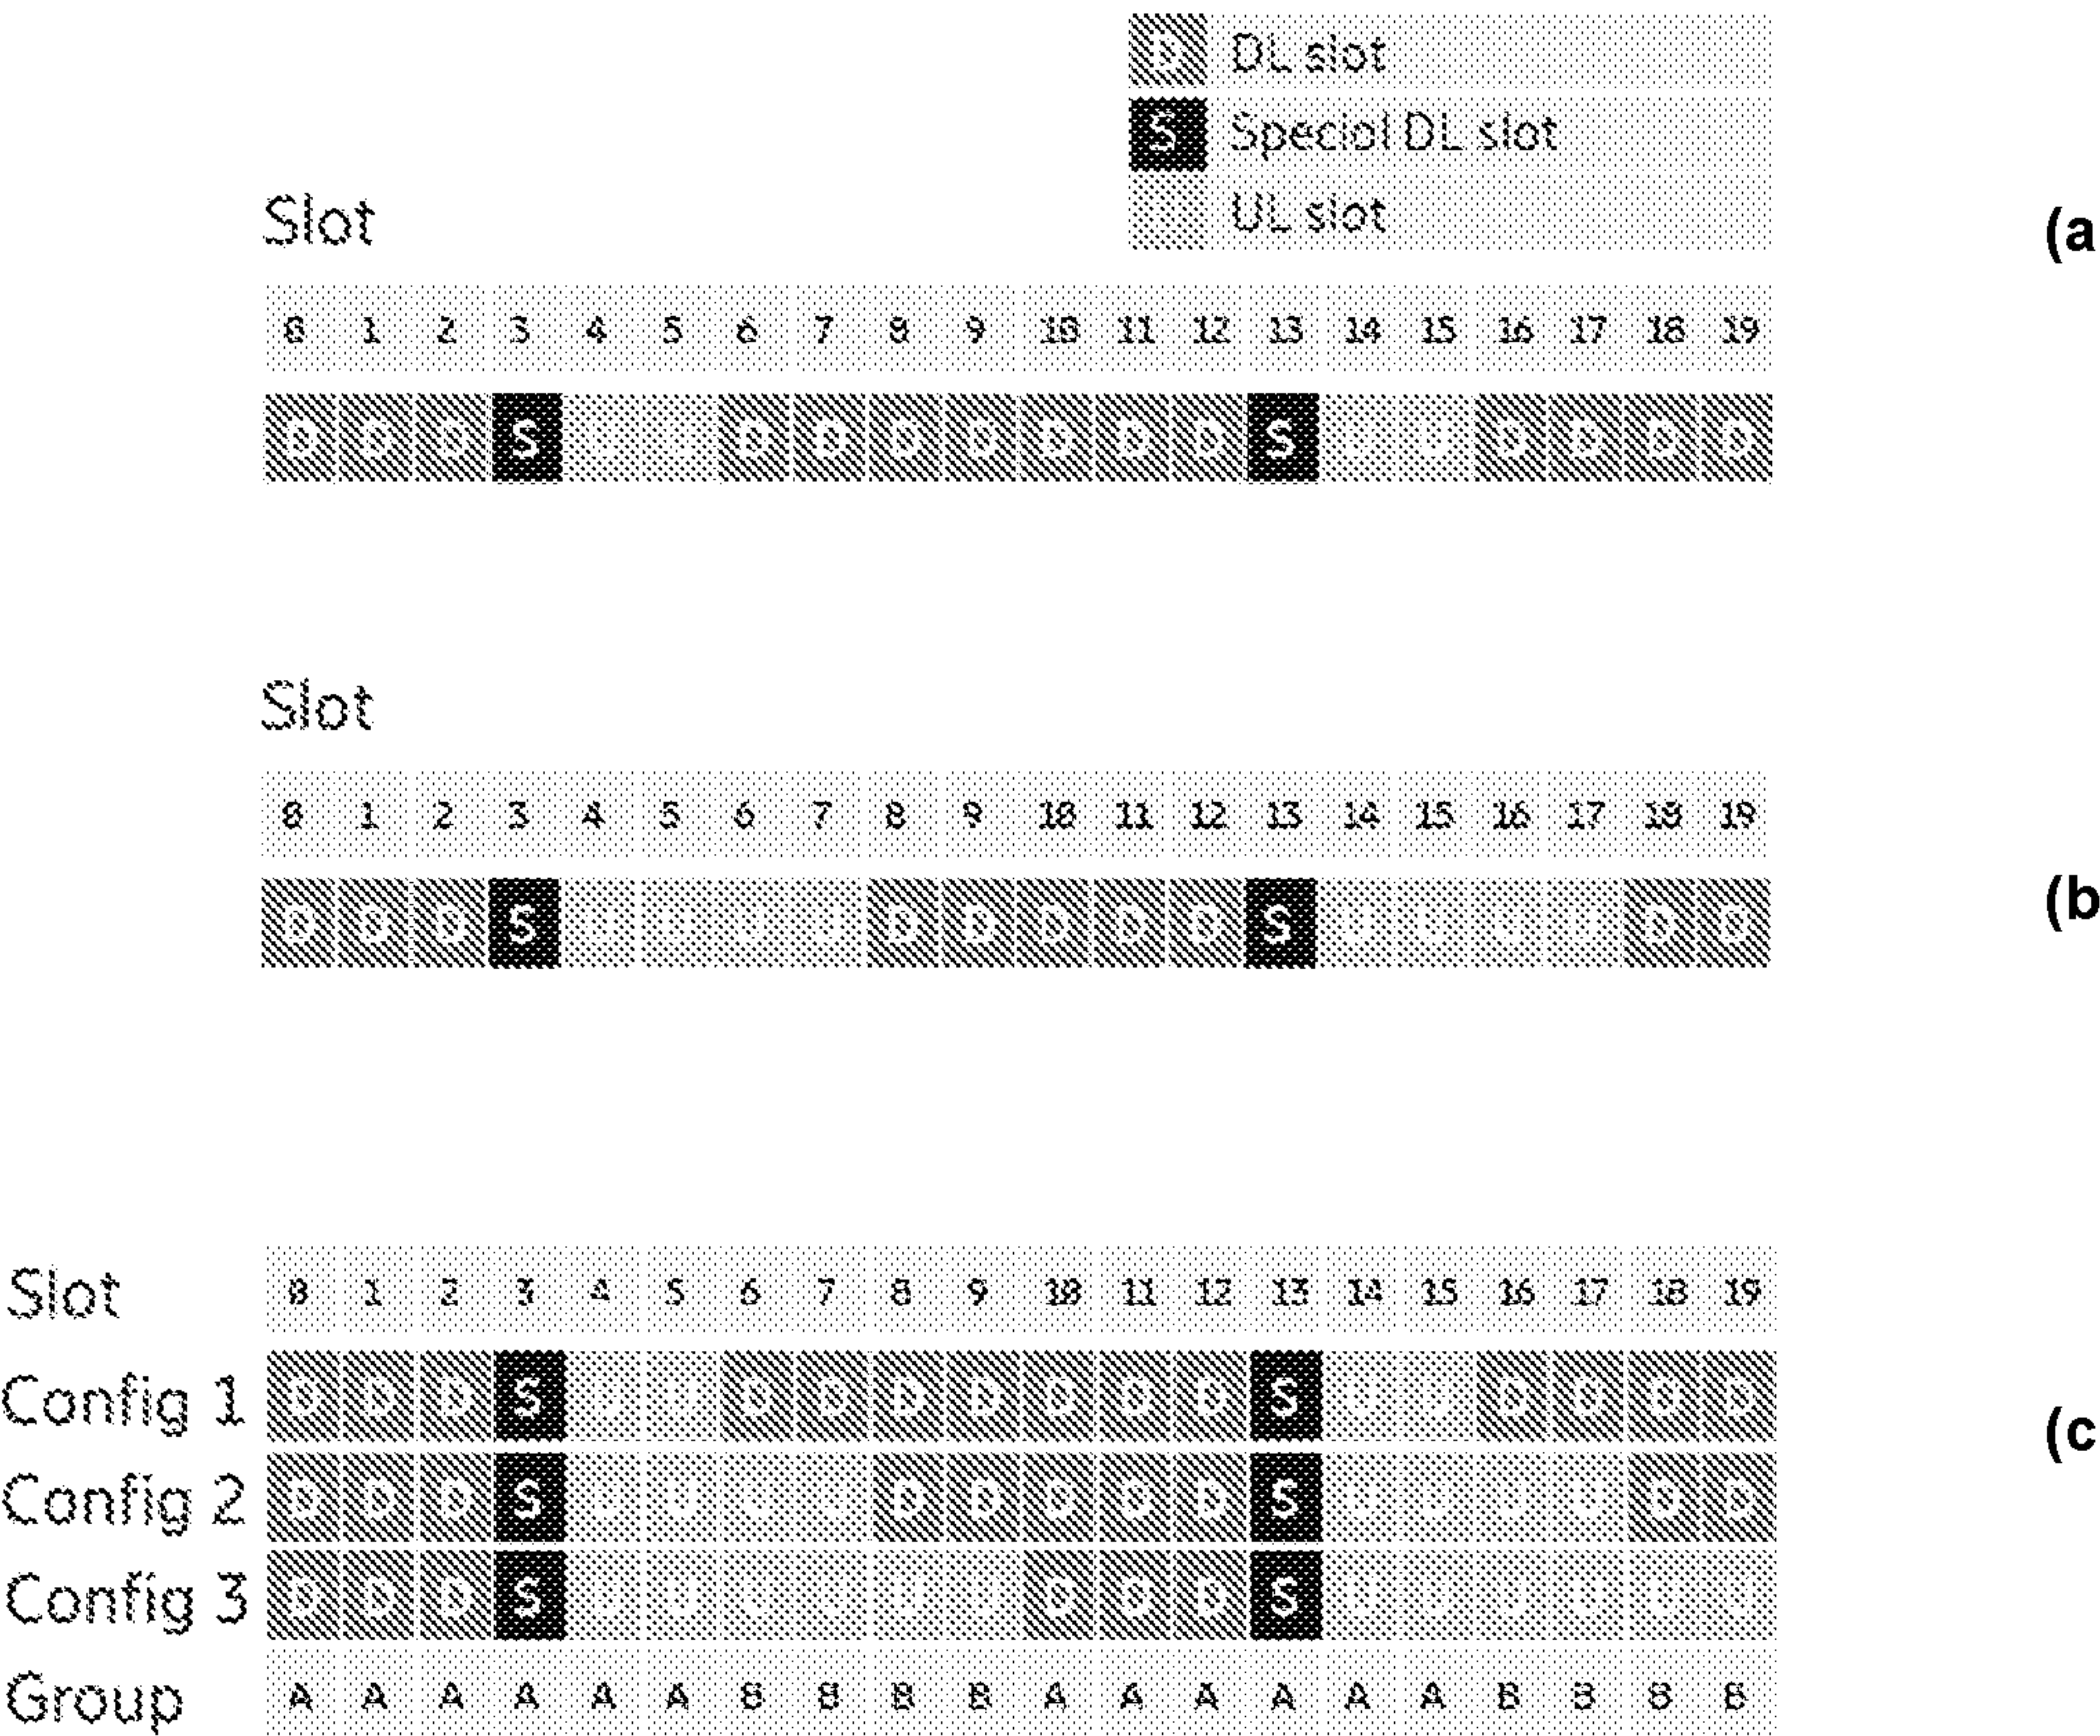 D DL slot
S Special DL slot
UL slot
Slot
(a
0 1 2 3 4 5 6 7 8 9 10 11 12 13 14 15 16 17 18 19
D D D S U U D D D D D D D S U U D D D D
Slot
0 1 2 3 4 5 6 7 8 9 10 11 12 13 14 15 16 17 18 19
(b
D D D S U U U U D D D D D S U U U U D D
Slot 0 1 2 3 4 5 6 7 8 9 10 11 12 13 14 15 16 17 18 19
Config 1 D D D S U U D D D D D D D S U U D D D D
(c
Config 2 D D D S U U U U D D D D D S U U U U D D
Config 3 D D D S U U U U U U D D D S U U U U U U
Group A A A A A A B B B B A A A A A A B B B B